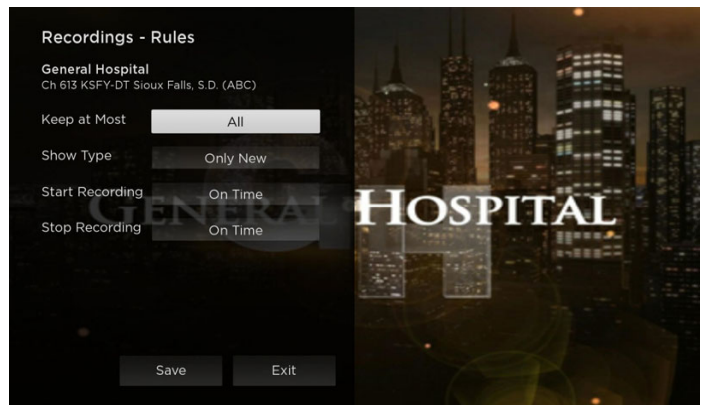 Recordings - Rules
General Hospital
Ch 613 KSFY-DT Sioux Falls, S.D. (ABC)
Keep at Most All
Show Type Only New
Start Recording On Time
Stop Recording On Time
GENERAL HOSPITAL
GH
Save Exit